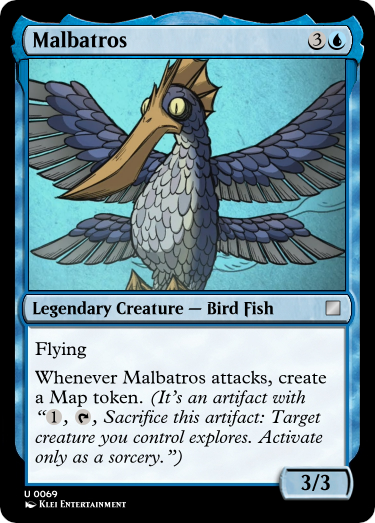 Malbatros 3
Legendary Creature — Bird Fish
Flying
Whenever Malbatros attacks, create
a Map token. (It's an artifact with
“1, T, Sacrifice this artifact: Target
creature you control explores. Activate
only as a sorcery.”)
3/3
U 0069
Klei Entertainment